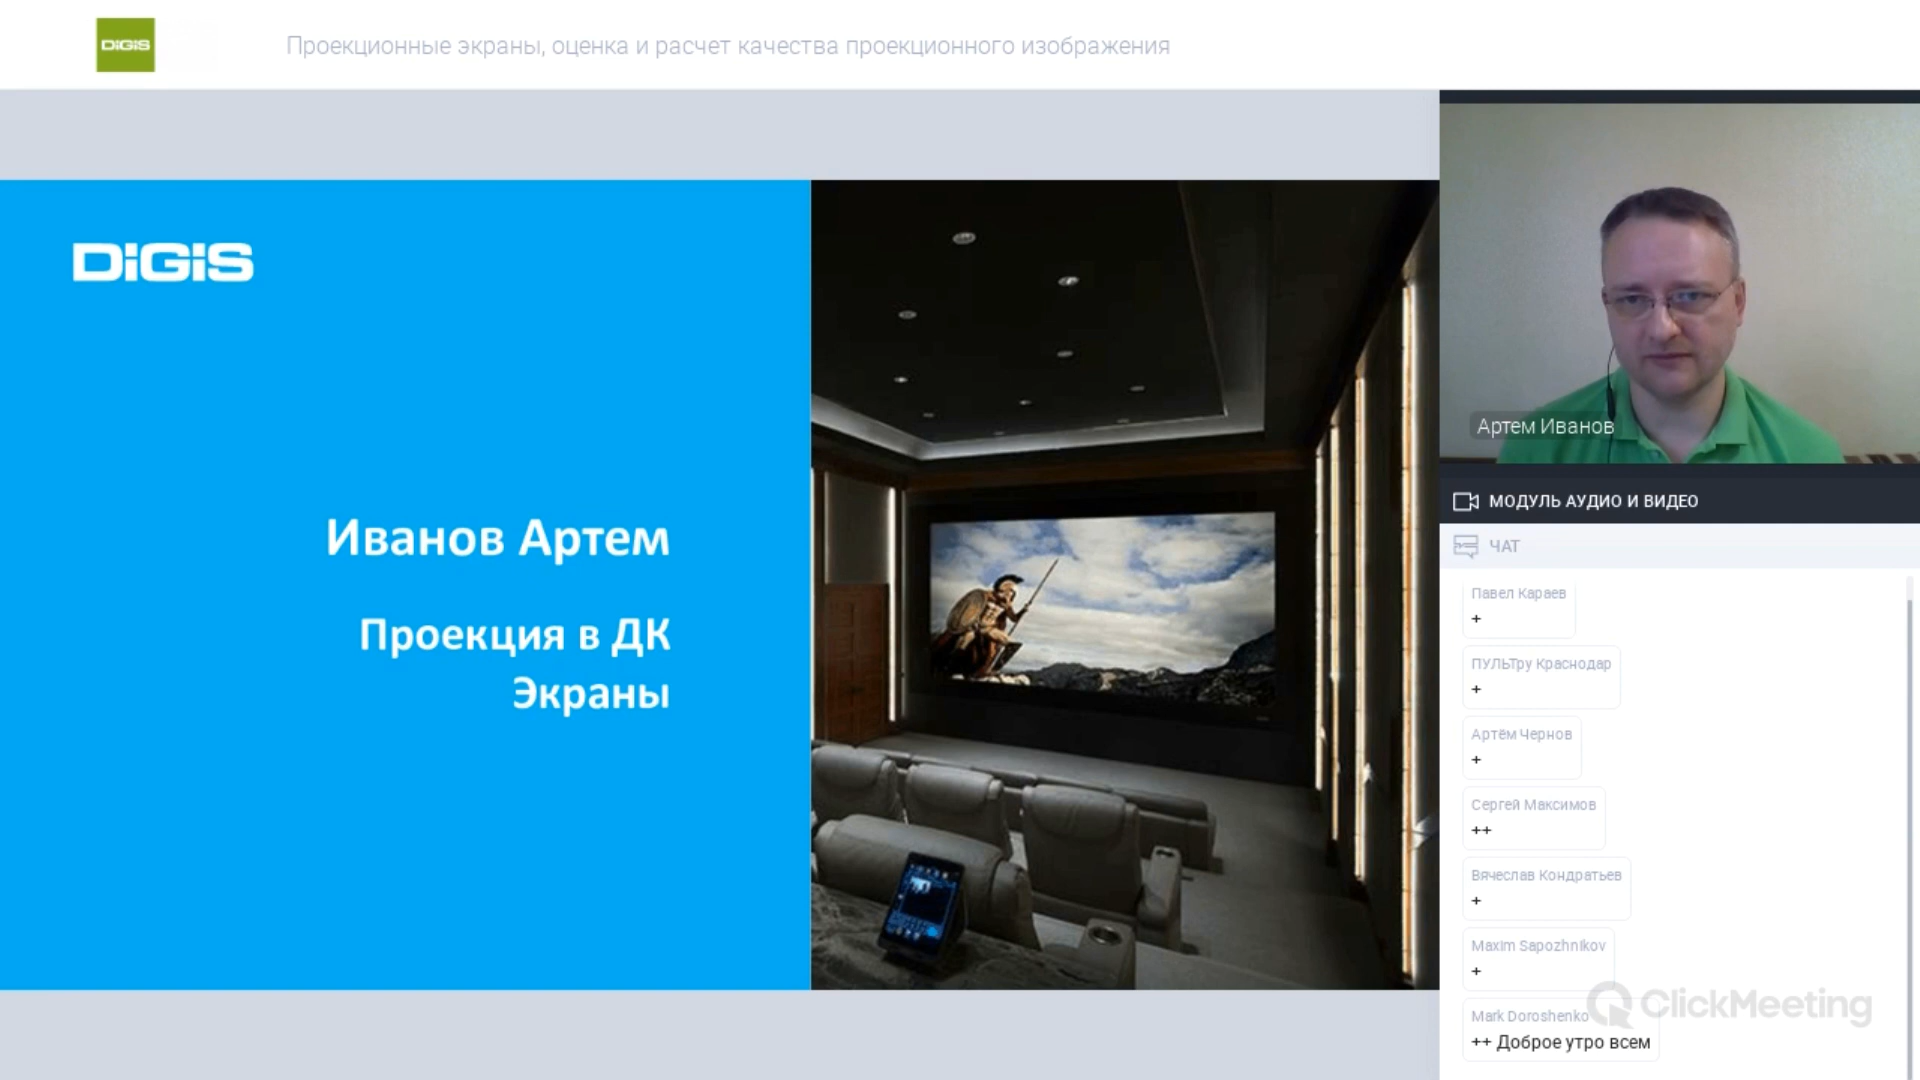 DIGIS
Проекционные экраны, оценка и расчет качества проекционного изображения
DIGIS
Иванов Артем
Проекция в ДК
Экраны
Артем Иванов
МОДУЛЬ АУДИО И ВИДЕО
ЧАТ
Павел Караев
+
ПУЛЬТру Краснодар
+
Артём Чернов
+
Сергей Максимов
++
Вячеслав Кондратьев
+
Maxim Sapozhnikov
+
Mark Doroshenko
++ Доброе утро всем
ClickMeeting